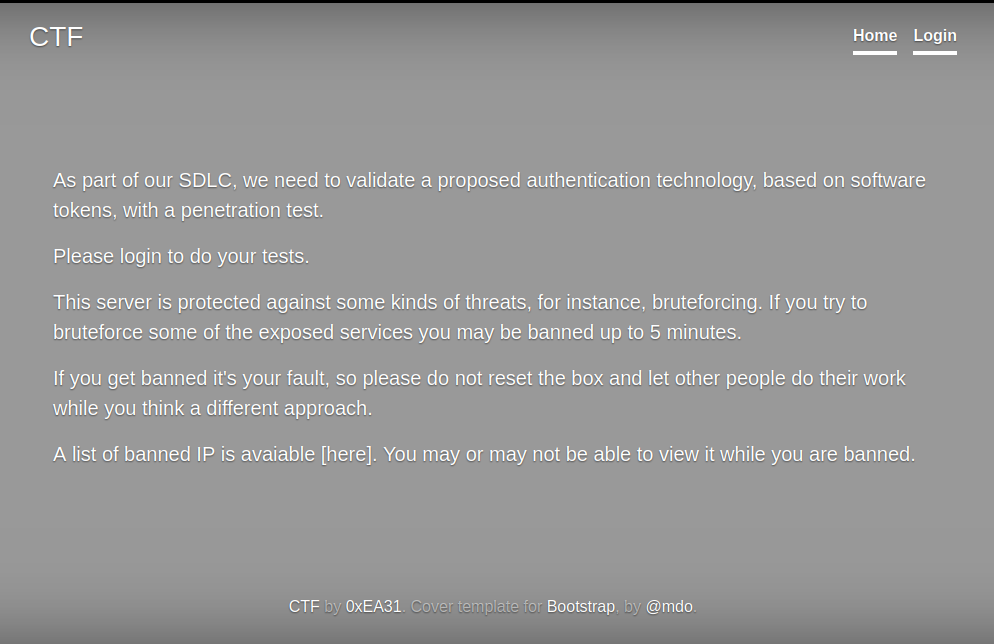 CTF
Home Login
As part of our SDLC, we need to validate a proposed authentication technology, based on software
tokens, with a penetration test.
Please login to do your tests.
This server is protected against some kinds of threats, for instance, bruteforcing. If you try to
bruteforce some of the exposed services you may be banned up to 5 minutes.
If you get banned it's your fault, so please do not reset the box and let other people do their work
while you think a different approach.
A list of banned IP is avaiable [here]. You may or may not be able to view it while you are banned.
CTF by 0xEA31. Cover template for Bootstrap, by @mdo.